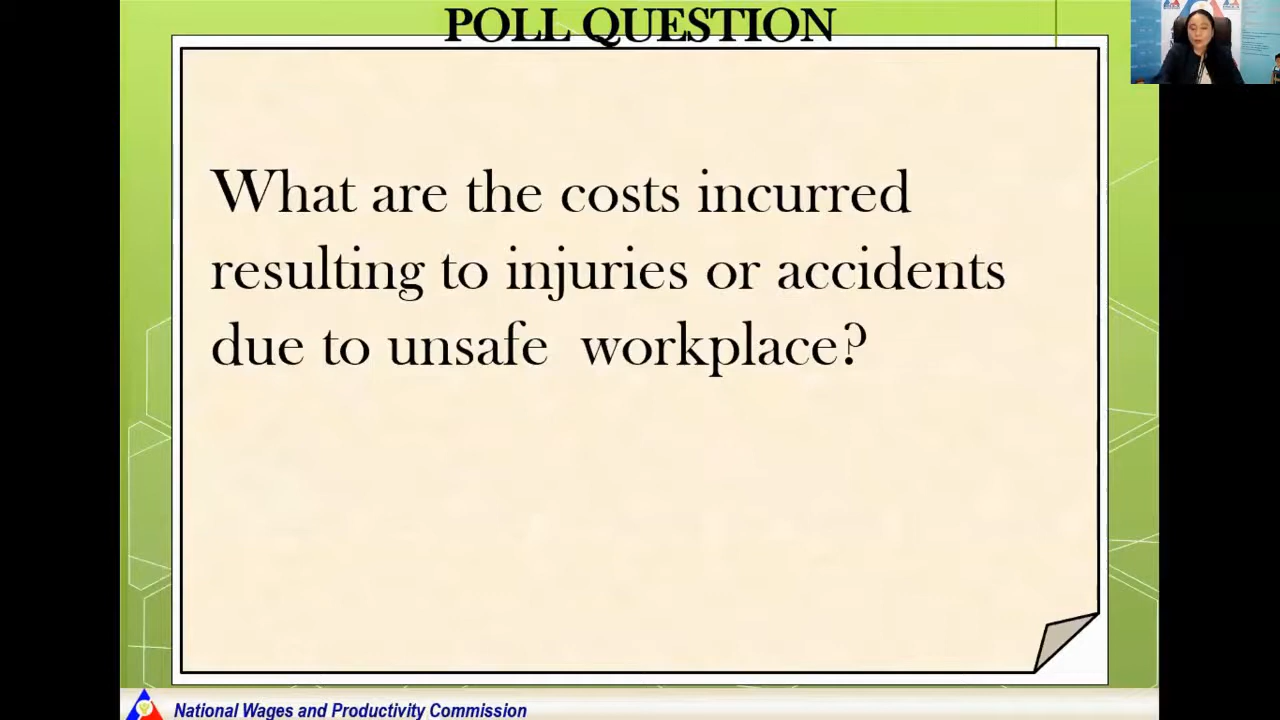 POLL QUESTION
What are the costs incurred
resulting to injuries or accidents
due to unsafe  workplace?
National Wages and Productivity Commission